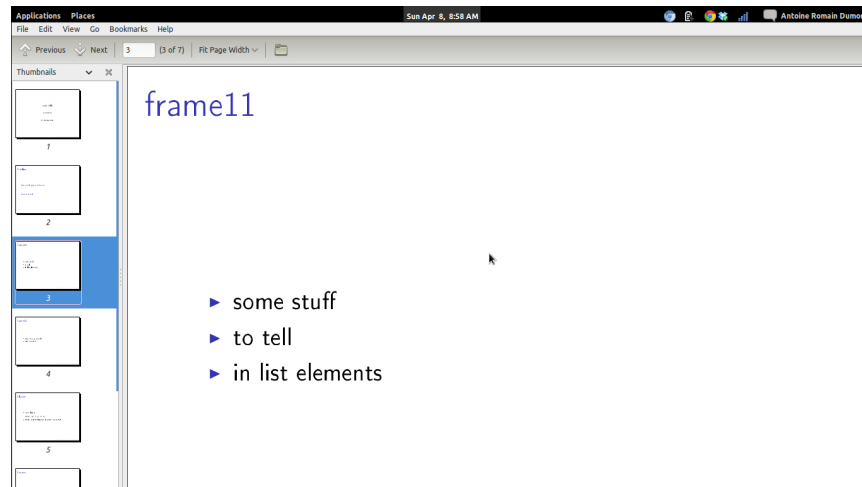 Applications Places Sun Apr 8, 8:58 AM Antoine Romain Dumon
File Edit View Go Bookmarks Help
Previous Next 3 (3 of 7) Fit Page Width
Thumbnails
1
2
3
4
5
frame11
some stuff
to tell
in list elements